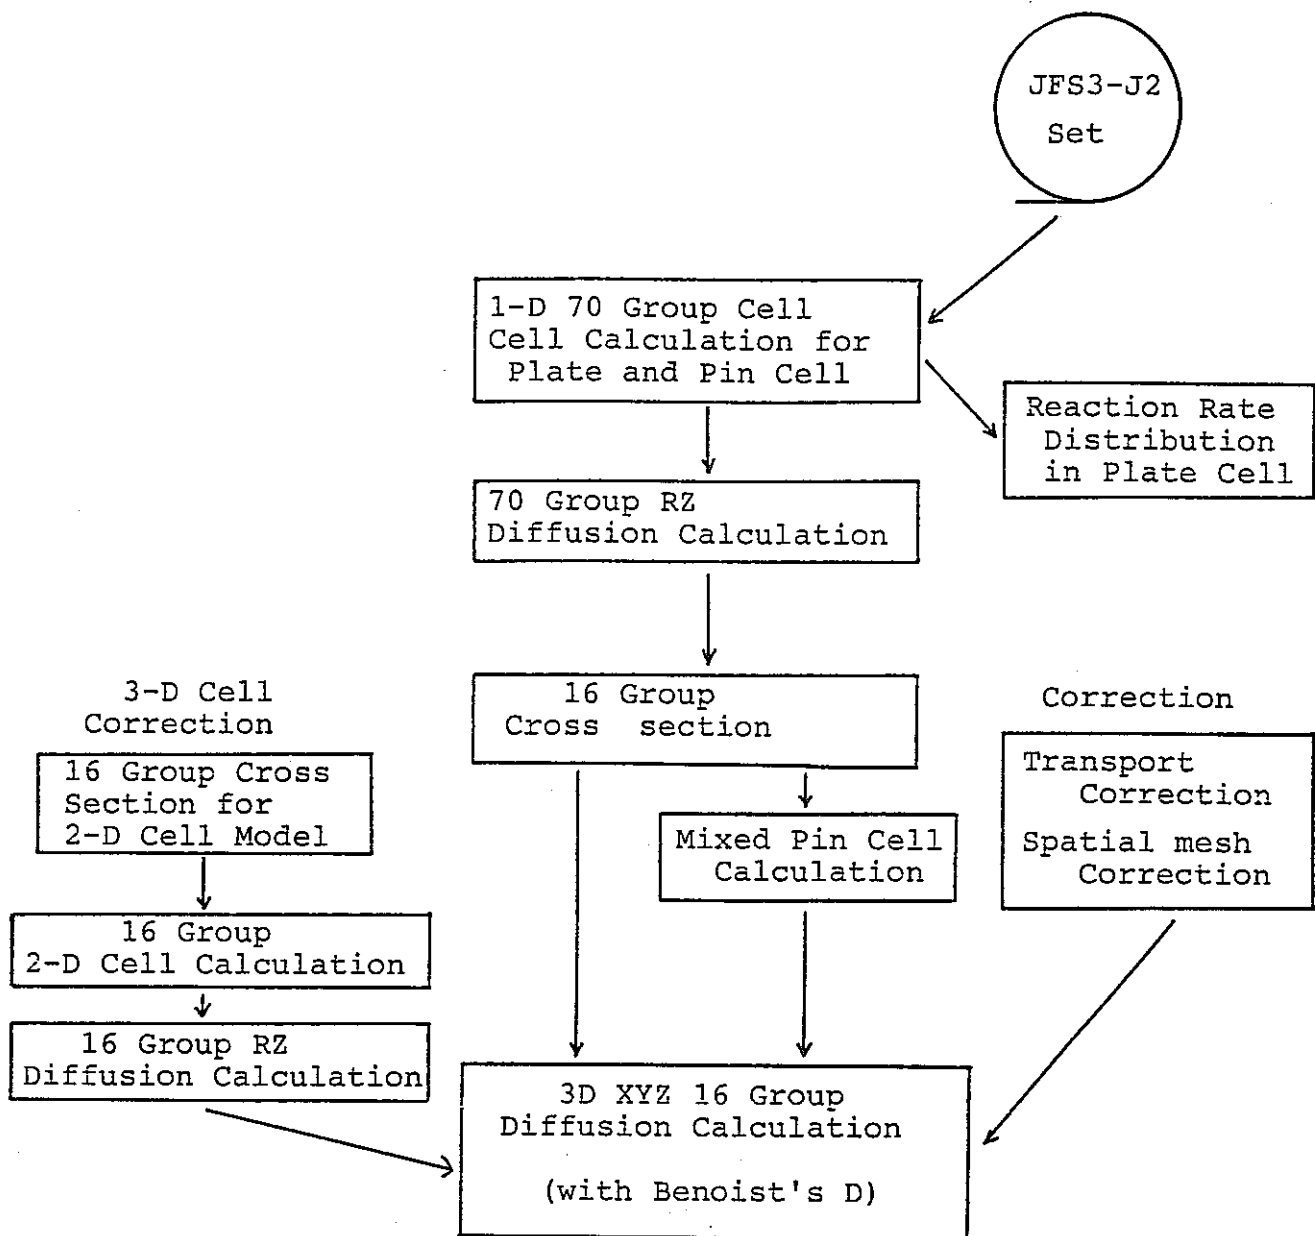 JFS3-J2
Set
1-D 70 Group Cell
Cell Calculation for
Plate and Pin Cell
Reaction Rate
Distribution
in Plate Cell
70 Group RZ
Diffusion Calculation
16 Group
Cross section
3-D Cell
Correction
16 Group Cross
Section for
2-D Cell Model
16 Group
2-D Cell Calculation
16 Group RZ
Diffusion Calculation
Mixed Pin Cell
Calculation
Correction
Transport
Correction
Spatial mesh
Correction
3D XYZ 16 Group
Diffusion Calculation
(with Benoist's D)